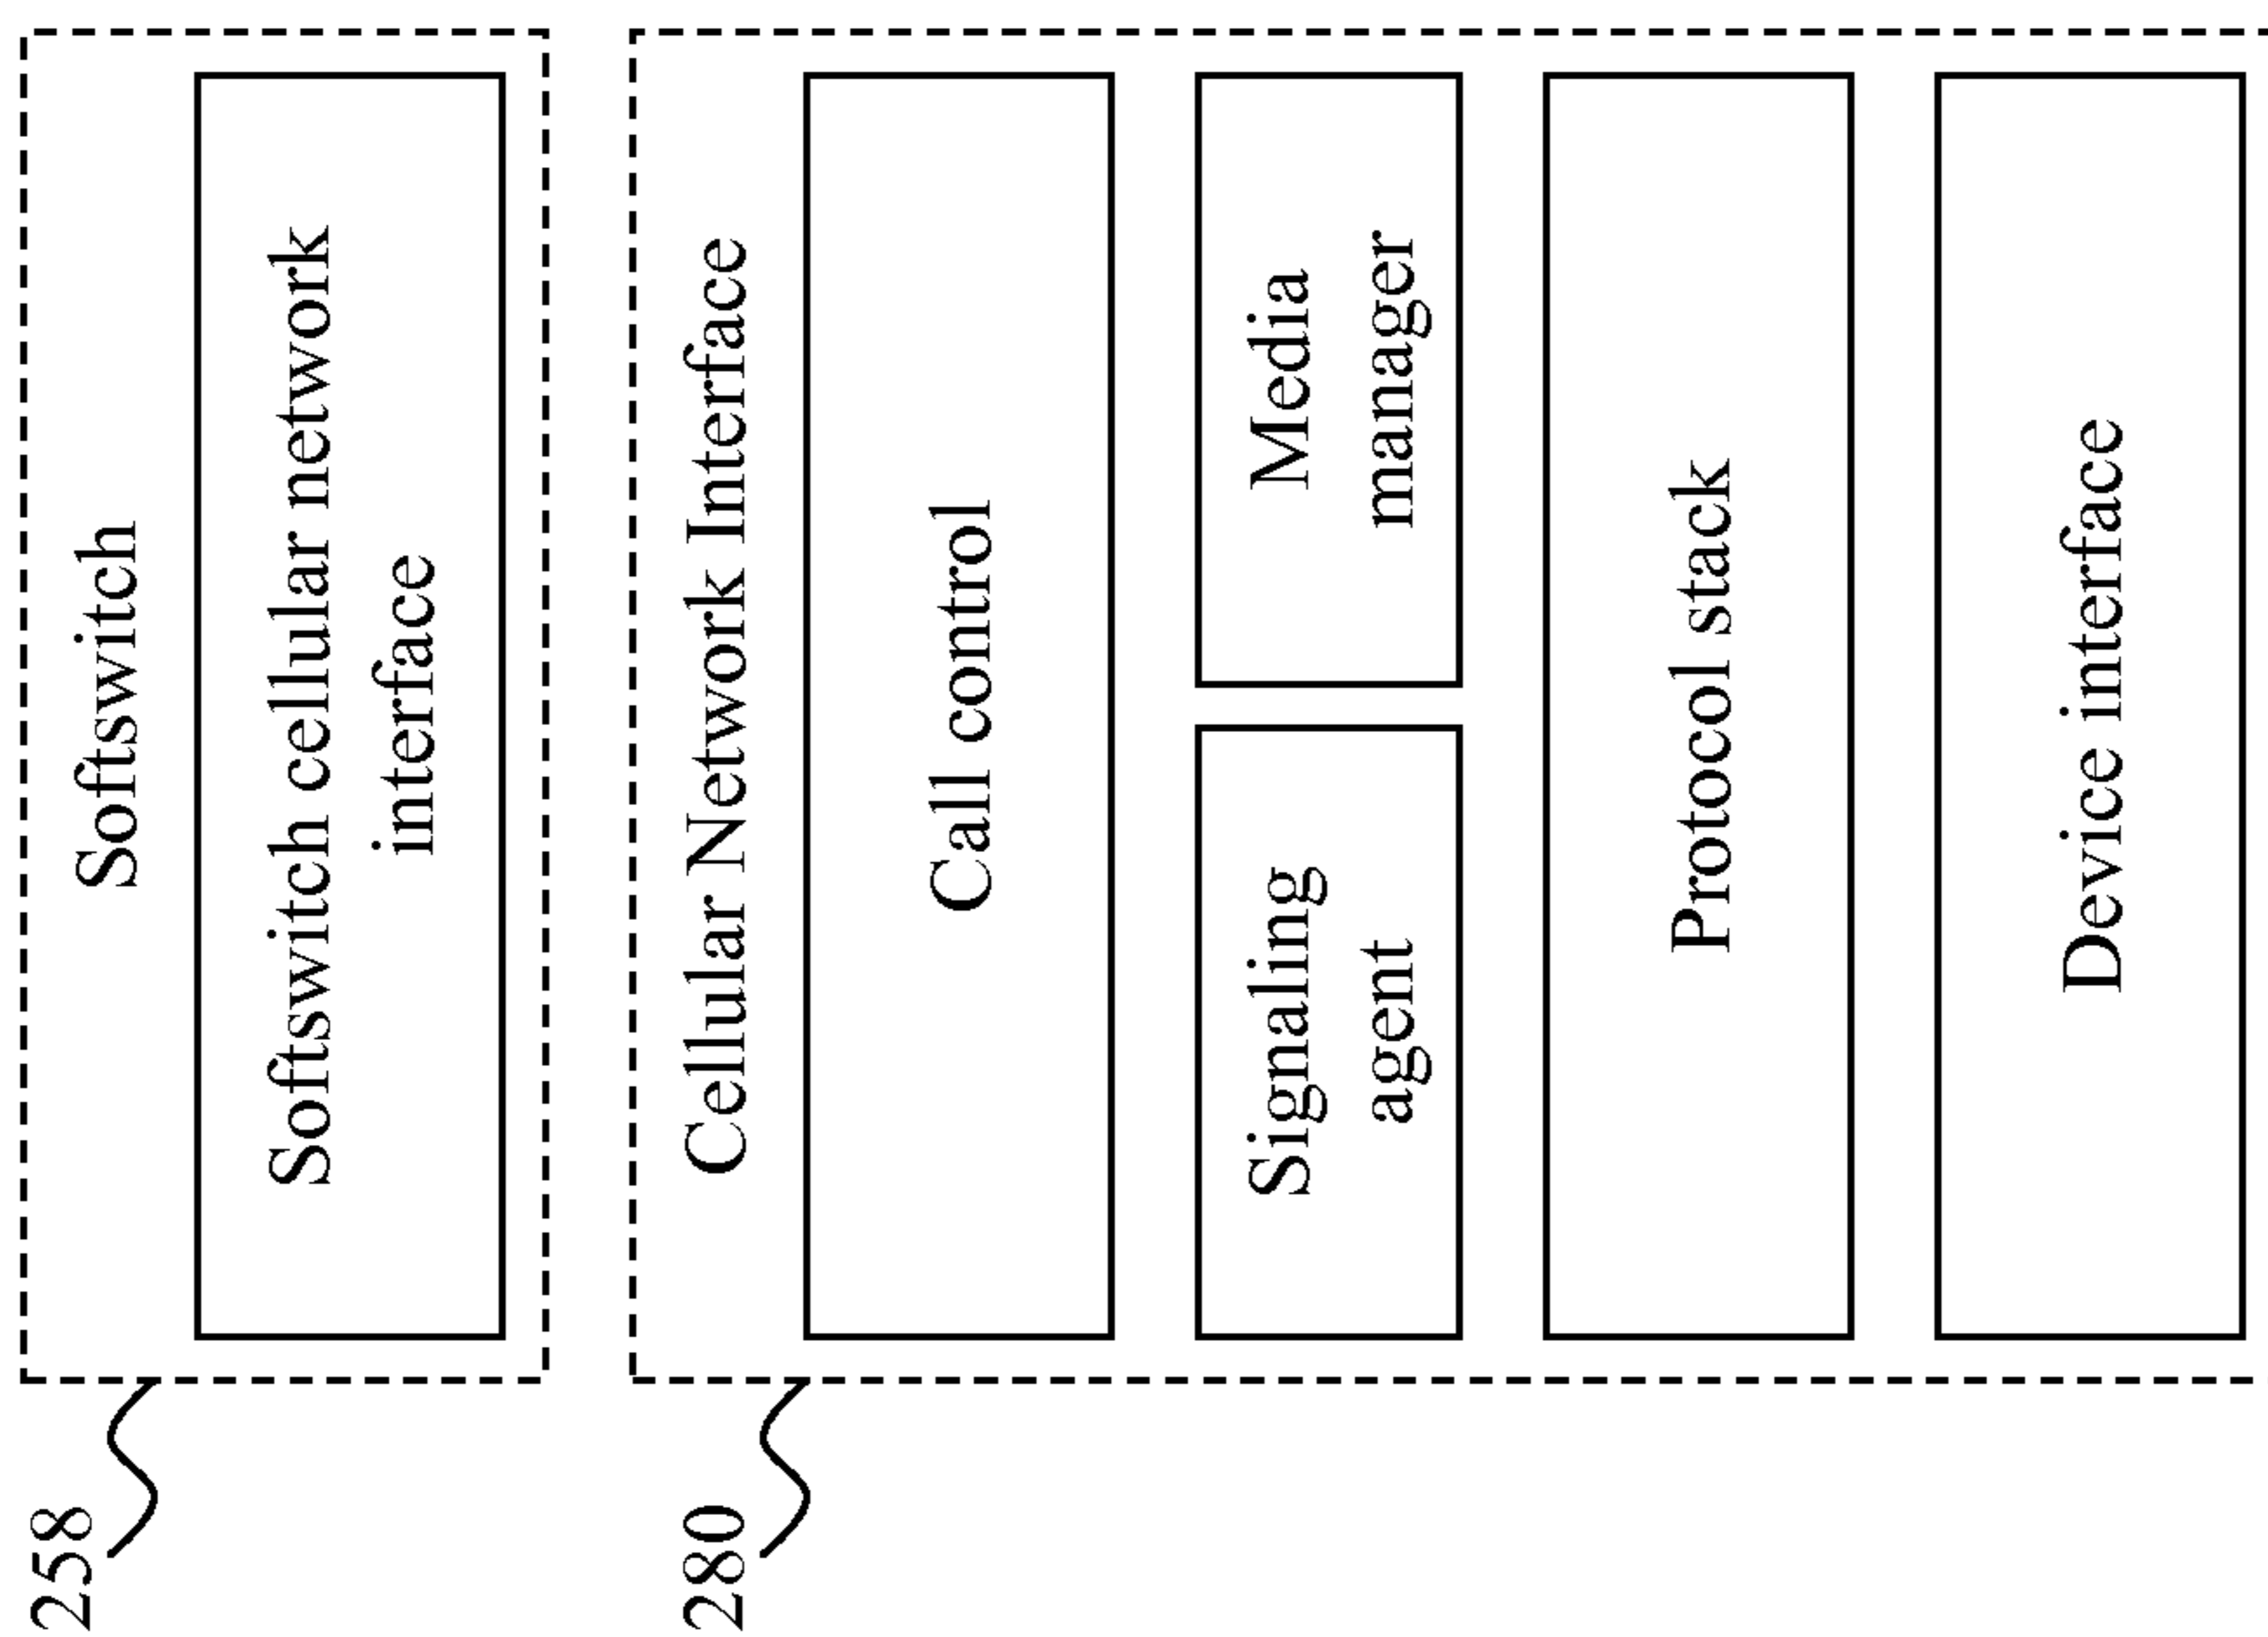 258
Softswitch
Softswitch cellular network
interface
280
Cellular Network Interface
Call control
Signaling
agent
Media
manager
Protocol stack
Device interface